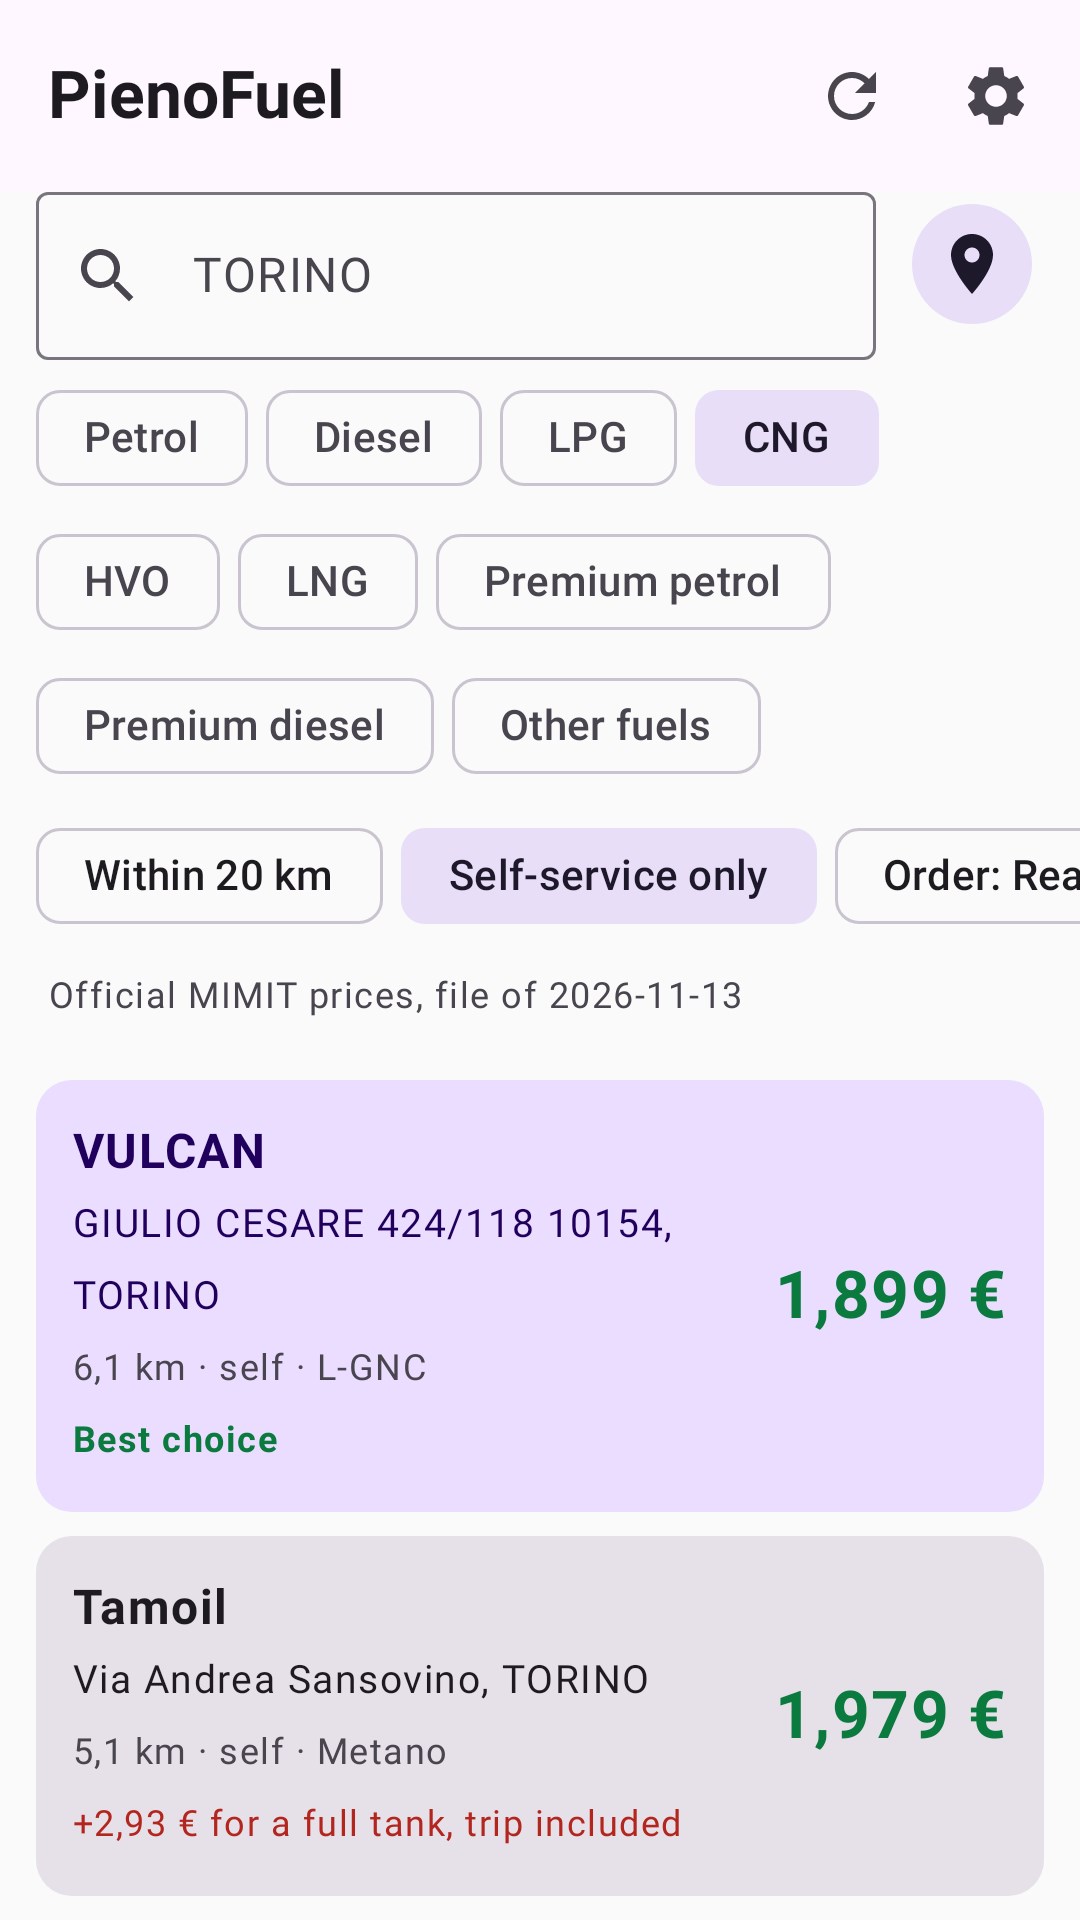 PienoFuel
TORINO
Petrol
Diesel
LPG
CNG
HVO
LNG
Premium petrol
Premium diesel
Other fuels
Within 20 km
Self-service only
Order: Rea
Official MIMIT prices, file of 2026-11-13
VULCAN
GIULIO CESARE 424/118 10154,
TORINO
1,899 €
6,1 km · self · L-GNC
Best choice
Tamoil
Via Andrea Sansovino, TORINO
1,979 €
5,1 km · self · Metano
+2,93 € for a full tank, trip included